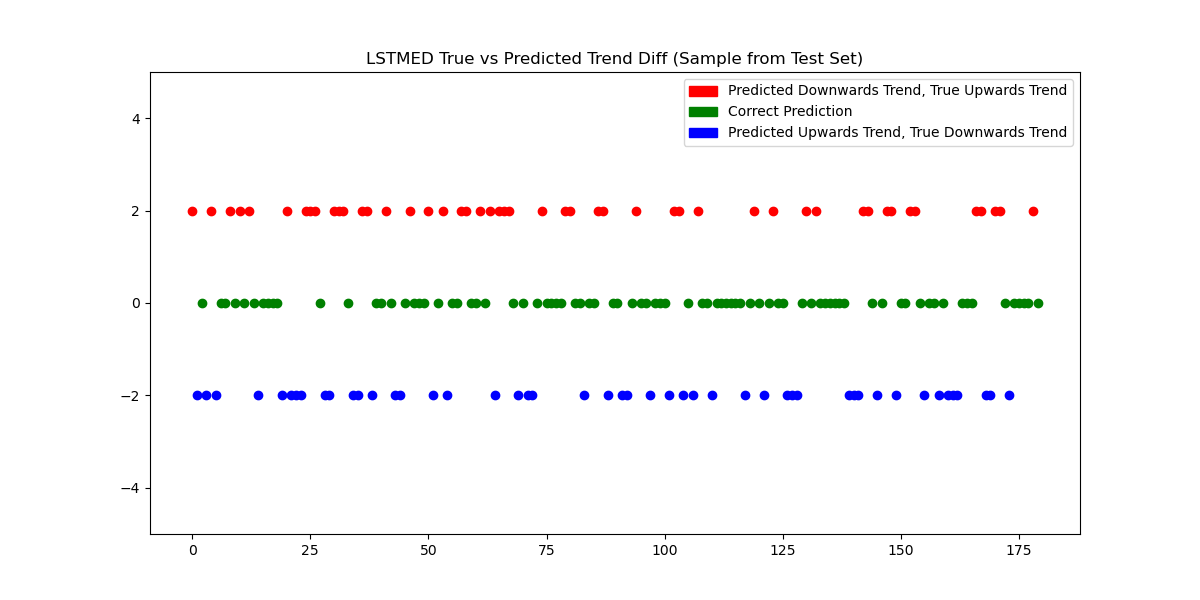 LSTMED True vs Predicted Trend Diff (Sample from Test Set)
Predicted Downwards Trend, True Upwards Trend
Correct Prediction
Predicted Upwards Trend, True Downwards Trend
4
2
0
−2
−4
0 25 50 75 100 125 150 175